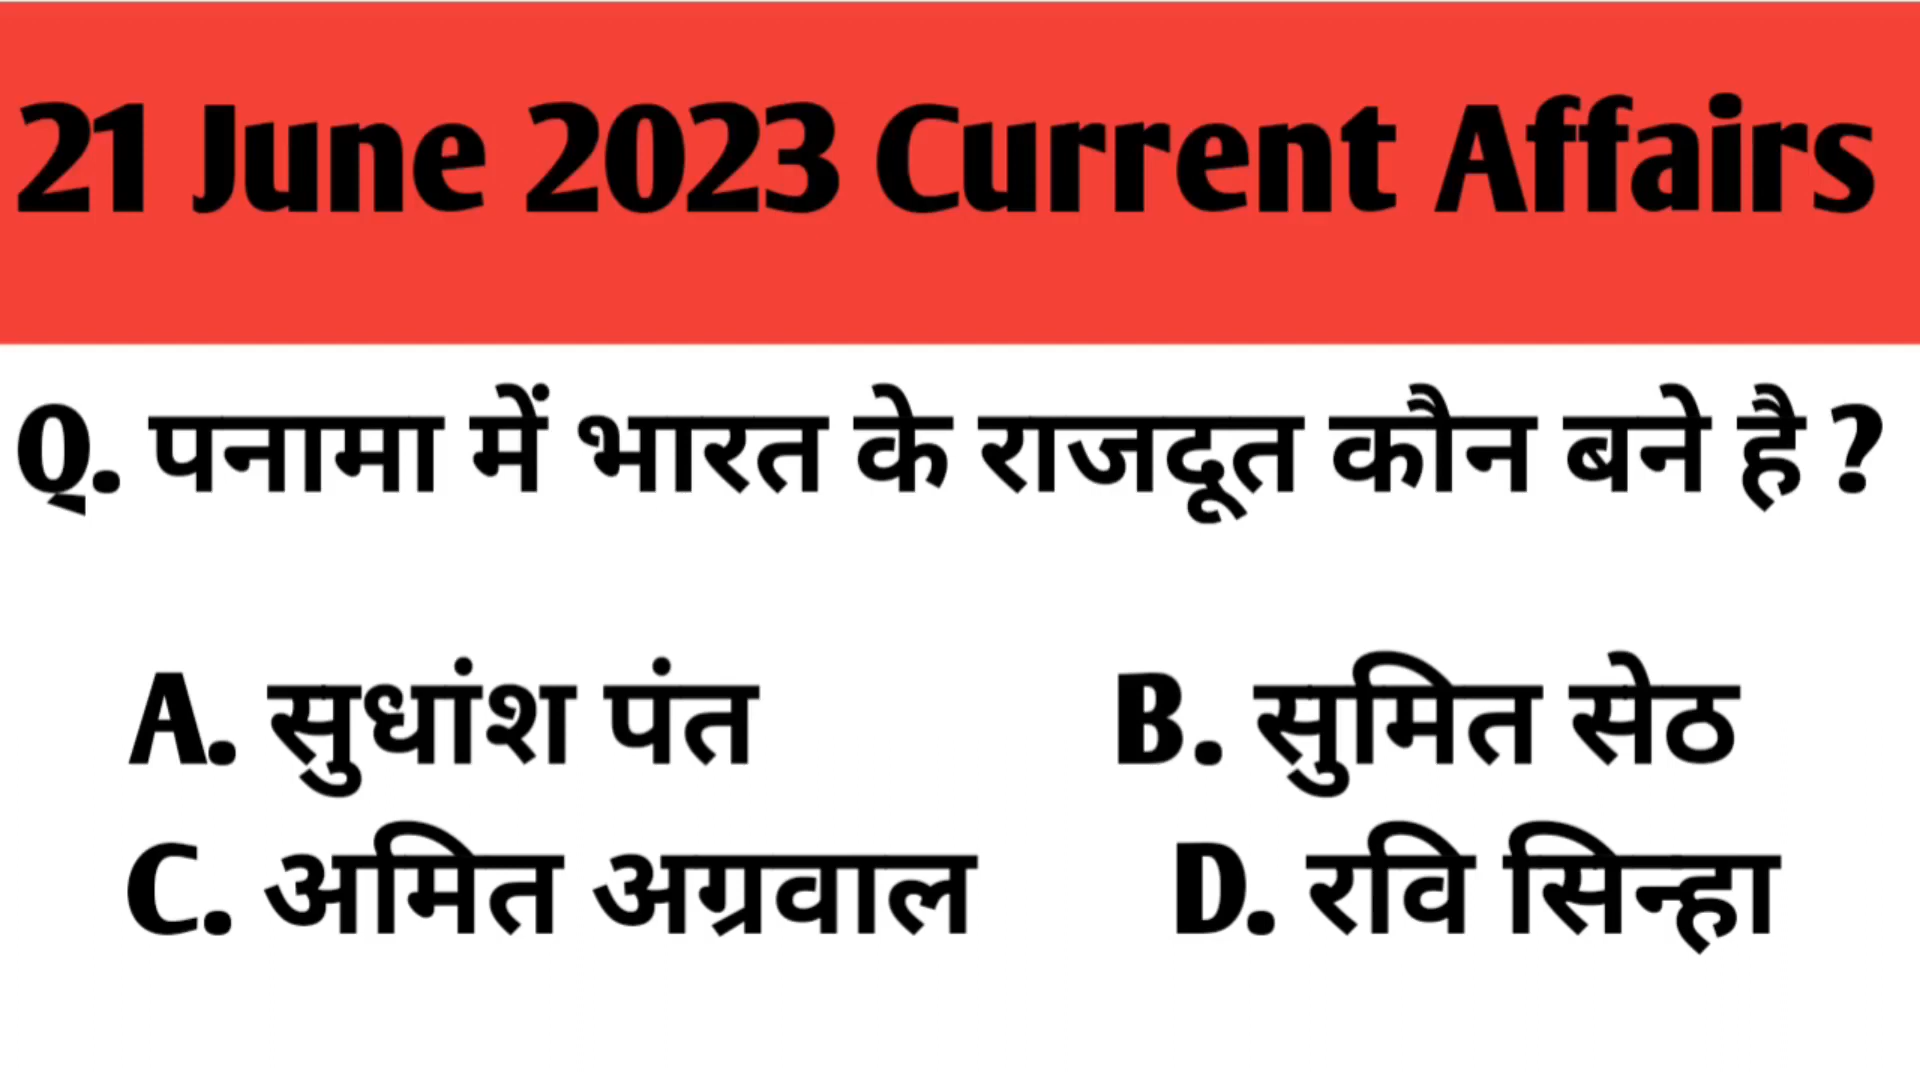 21 June 2023 Current Affairs
Q. पनामा में भारत के राजदूत कौन बने है ?
A. सुधांश पंत B. सुमित सेठ
C. अमित अग्रवाल D. रवि सिन्हा